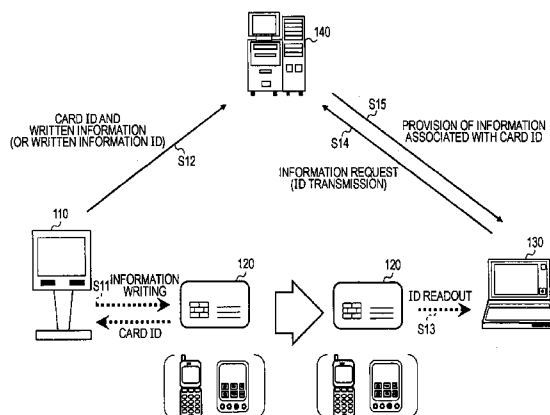 140
CARD ID AND
WRITTEN INFORMATION
(OR WRITTEN INFORMATION ID)
S12
S15
S14
PROVISION OF INFORMATION
ASSOCIATED WITH CARD ID
INFORMATION REQUEST
(ID TRANSMISSION)
110
120
120
130
S11
INFORMATION
WRITING
CARD ID
ID READOUT
S13